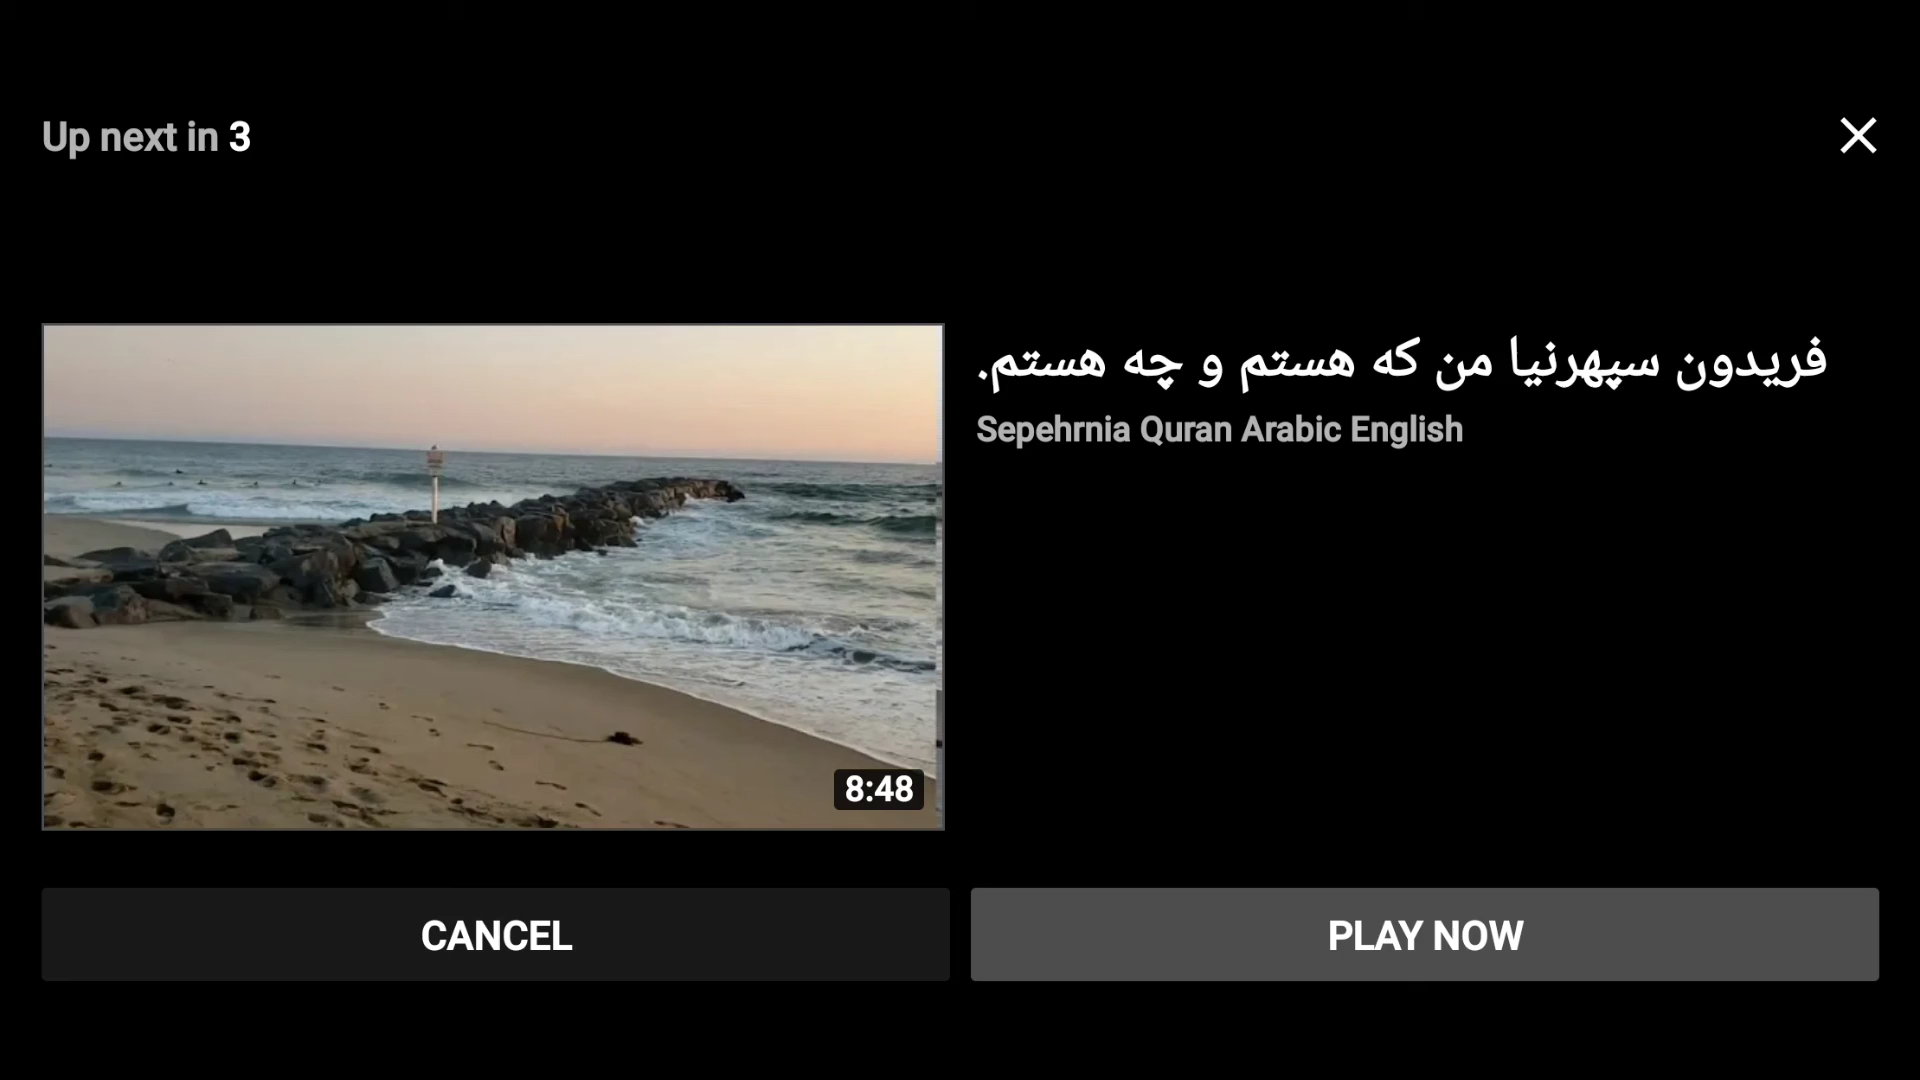 Up next in 3
فریدون سپهرنیا من که هستم و چه هستم.
Sepehrnia Quran Arabic English
8:48
CANCEL
PLAY NOW